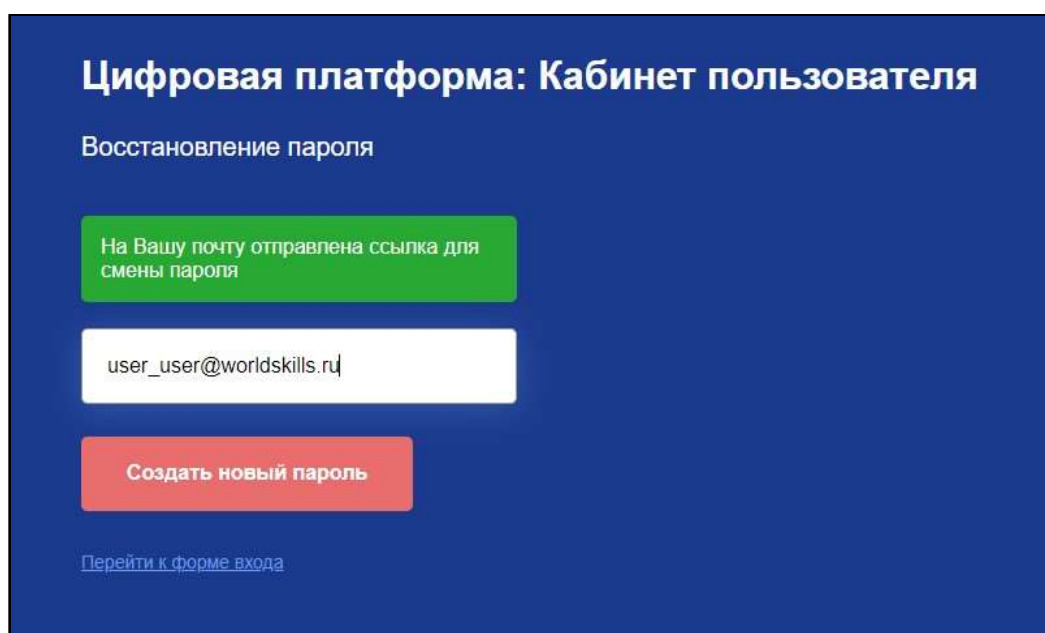 Цифровая платформа: Кабинет пользователя
Восстановление пароля
На Вашу почту отправлена ссылка для
смены пароля
user_user@worldskills.ru
Создать новый пароль
Перейти к форме входа